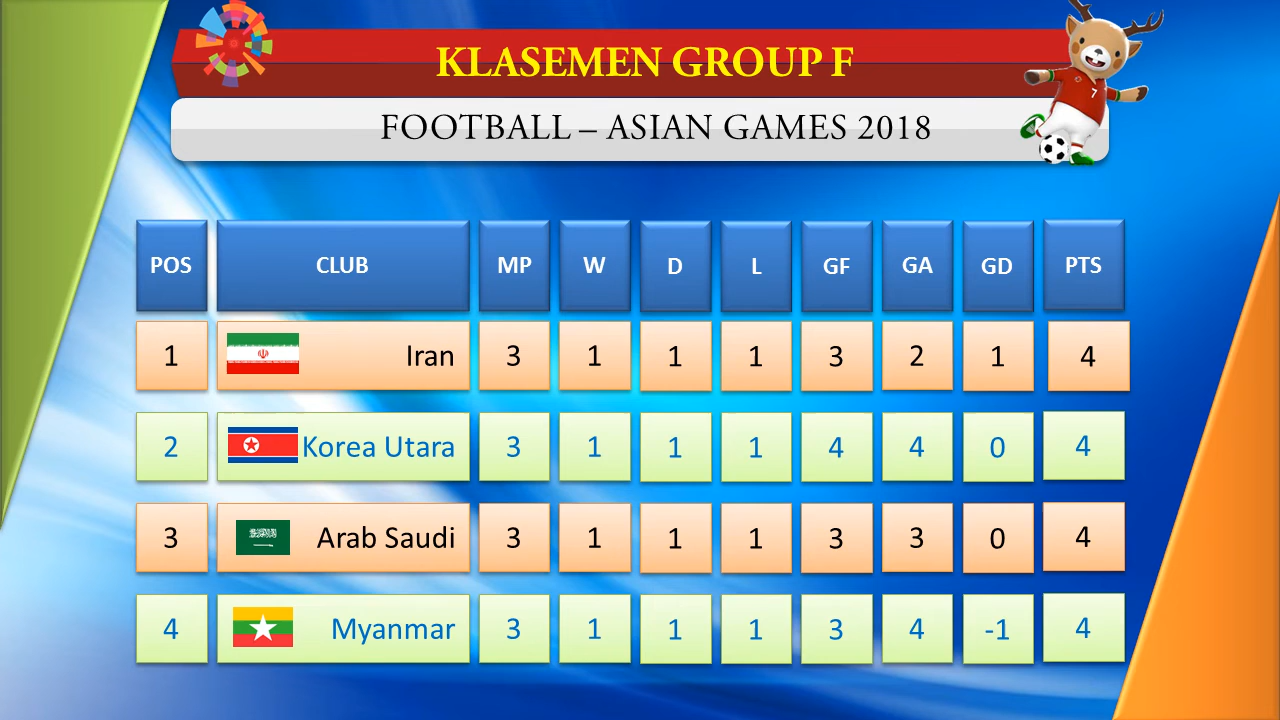 KLASEMEN GROUP F
FOOTBALL – ASIAN GAMES 2018
POS CLUB MP W D L GF GA GD PTS
1 Iran 3 1 1 1 3 2 1 4
2 Korea Utara 3 1 1 1 4 4 0 4
3 Arab Saudi 3 1 1 1 3 3 0 4
4 Myanmar 3 1 1 1 3 4 -1 4
7